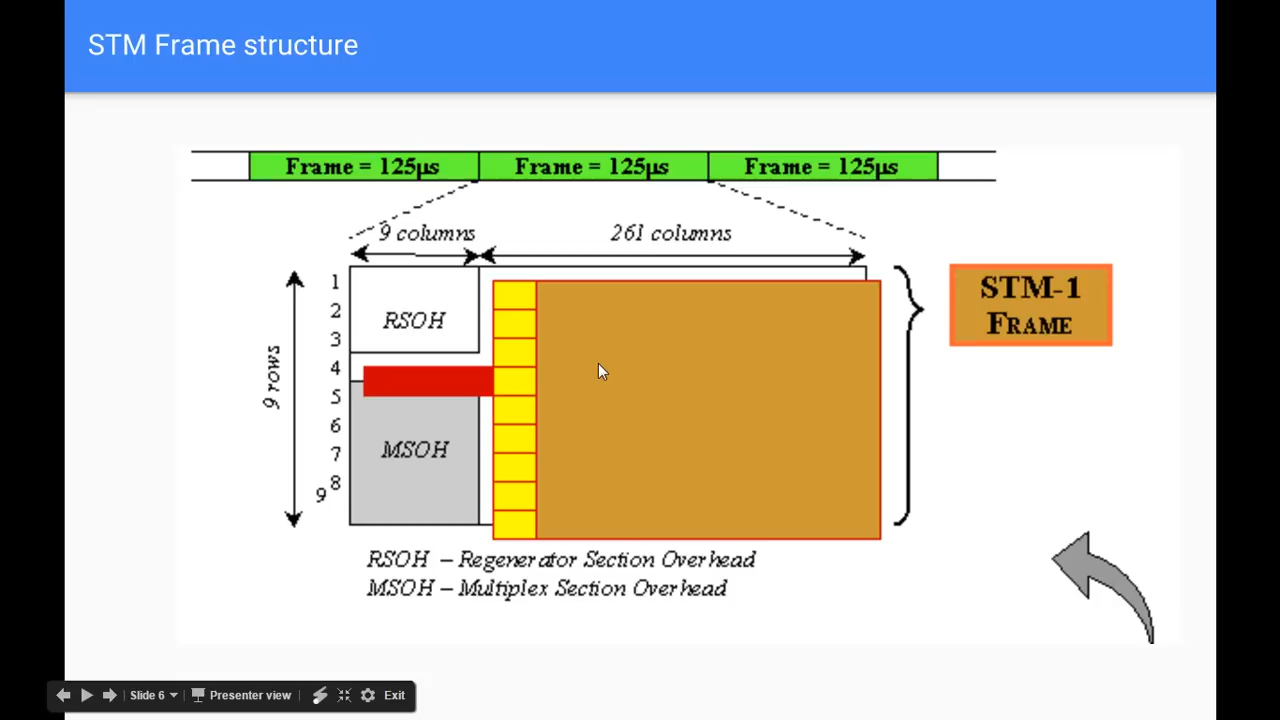 STM Frame structure
Frame = 125µs Frame = 125µs Frame = 125µs
9 columns 261 columns
1
2
3
4
5
6
7
8
9
9 rows
RSOH
MSOH
STM-1
FRAME
RSOH – Regenerator Section Overhead
MSOH – Multiplex Section Overhead
Slide 6 Presenter view Exit